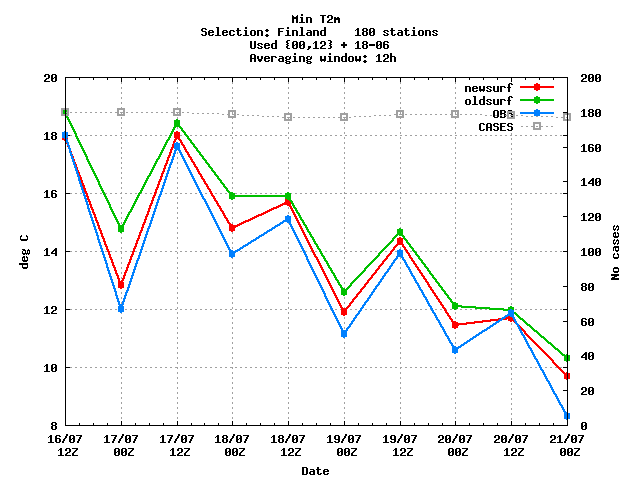 Min T2m
Selection: Finland    180 stations
Used {00,12} + 18-06
Averaging window: 12h
20
18
16
14
12
10
8
deg C
200
180
160
140
120
100
80
60
40
20
0
No cases
newsurf
oldsurf
OBS
CASES
16/07 17/07 17/07 18/07 18/07 19/07 19/07 20/07 20/07 21/07
12Z 00Z 12Z 00Z 12Z 00Z 12Z 00Z 12Z 00Z
Date